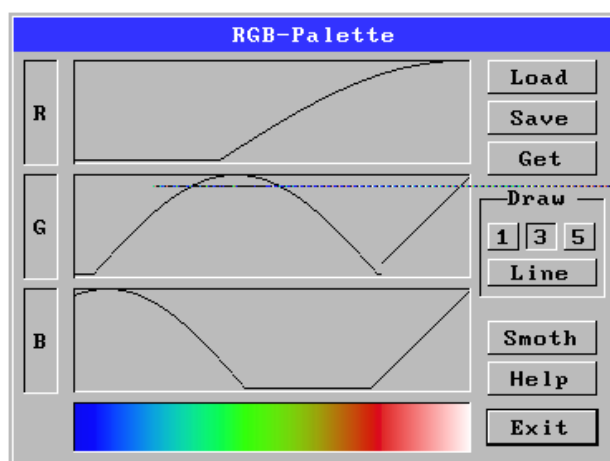 RGB-Palette
R
Load
Save
Get
G
Draw
1 3 5
Line
B
Smoth
Help
Exit